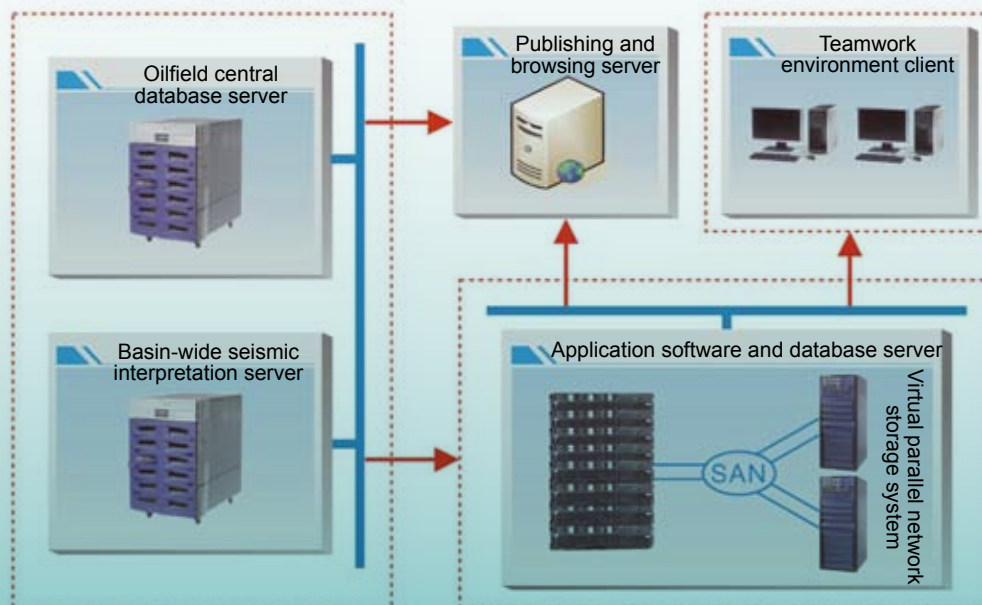 Oilfield central
database server
Publishing and
browsing server
Teamwork
environment client
Basin-wide seismic
interpretation server
Application software and database server
SAN
Virtual parallel network
storage system